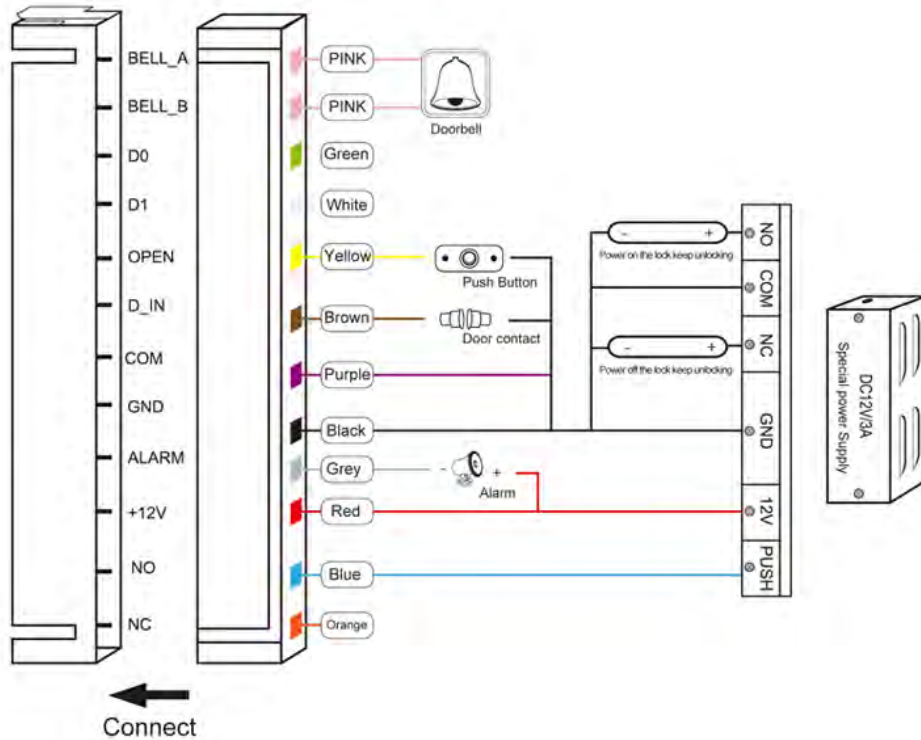 BELL_A
BELL_B
D0
D1
OPEN
D_IN
COM
GND
ALARM
+12V
NO
NC
PINK
PINK
Green
White
Yellow
Brown
Purple
Black
Grey
Red
Blue
Orange
Doorbell
Push Button
Door contact
- +
Alarm
- +
Power on the lock keep unlocking
- +
Power off the lock keep unlocking
NO
COM
NC
GND
12V
PUSH
DC12V/3A
Special power Supply
Connect